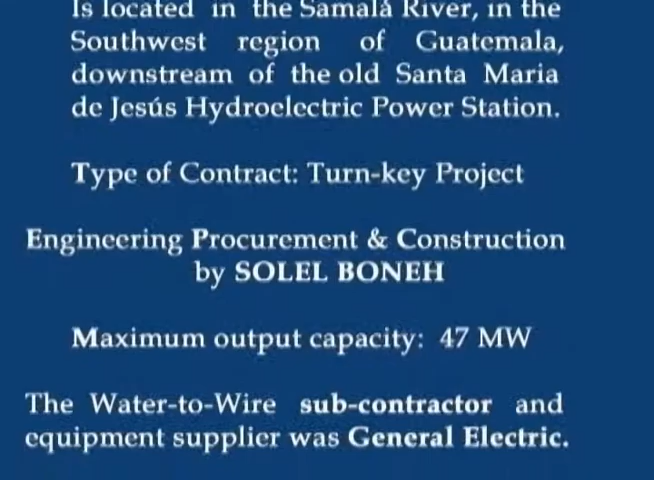 Is located in the Samalá River, in the
Southwest region of Guatemala,
downstream of the old Santa Maria
de Jesús Hydroelectric Power Station.
Type of Contract: Turn-key Project
Engineering Procurement & Construction
by SOLEL BONEH
Maximum output capacity: 47 MW
The Water-to-Wire sub-contractor and
equipment supplier was General Electric.